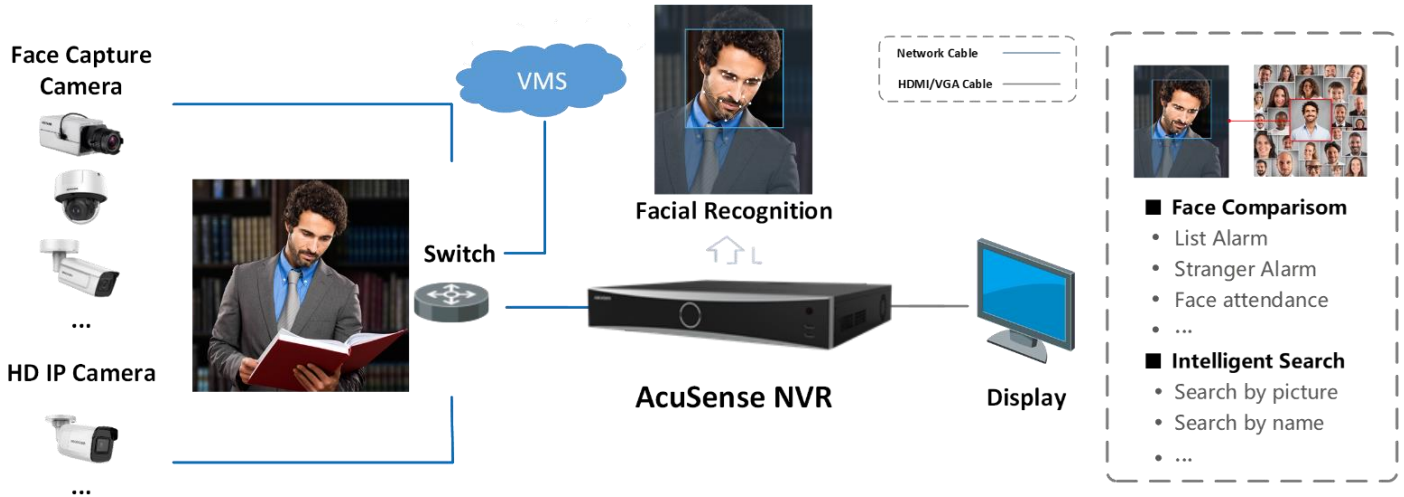 Face Capture
Camera
...
HD IP Camera
...
VMS
Switch
Facial Recognition
AcuSense NVR
Display
Network Cable
HDMI/VGA Cable
■ Face Comparisom
• List Alarm
• Stranger Alarm
• Face attendance
• ...
■ Intelligent Search
• Search by picture
• Search by name
• ...